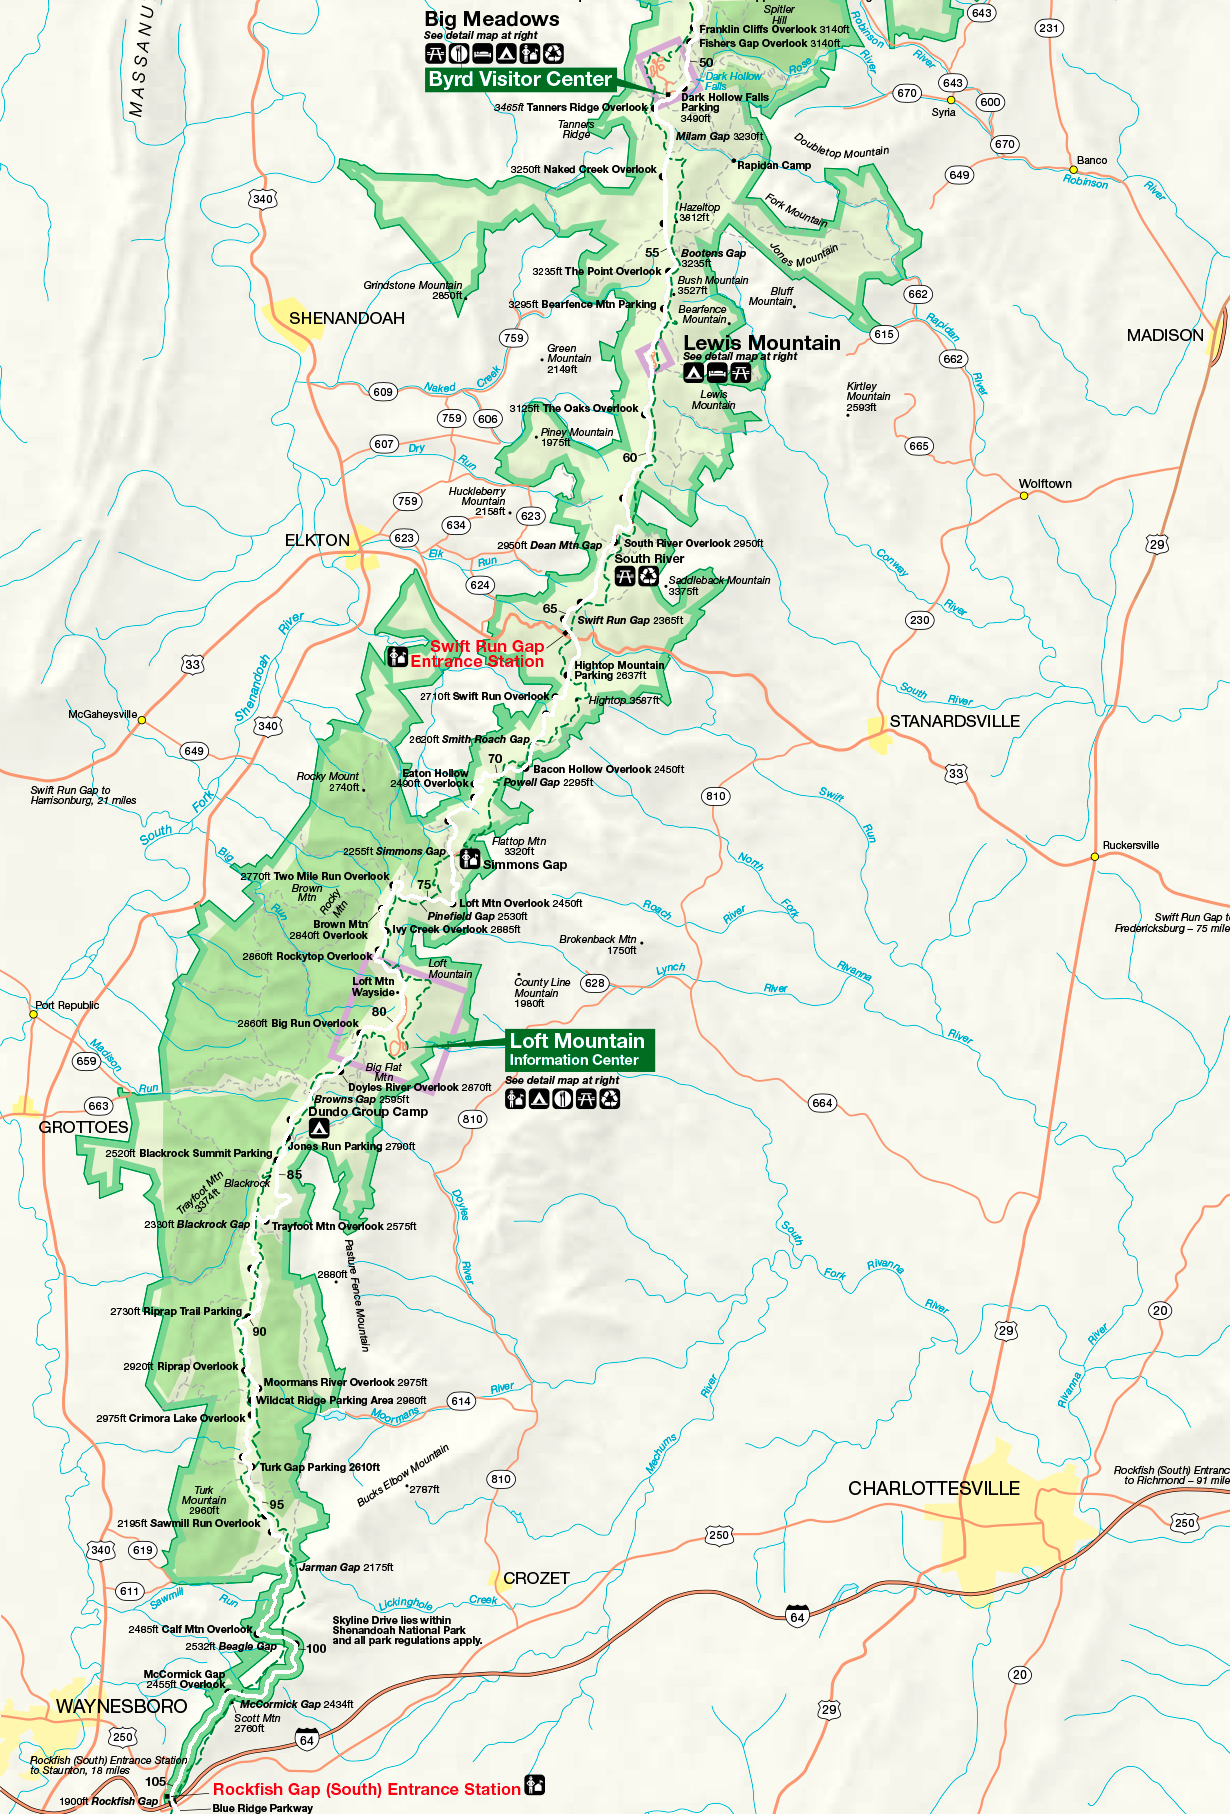 Big Meadows
See detail map at right
Byrd Visitor Center
MASSANU
Spitler
Hill
Franklin Cliffs Overlook 3140ft
Fishers Gap Overlook 3140ft
50
Dark Hollow
Falls
Rose
River
Robinson
River
643
231
643
670
600
Syria
670
Banco
649
Robinson
River
Dark Hollow Falls
Parking
3490ft
3465ft Tanners Ridge Overlook
Tanners
Ridge
Milam Gap 3230ft
Doubletop Mountain
Rapidan Camp
3250ft Naked Creek Overlook
340
Hazeltop
3812ft
Fork Mountain
Jones Mountain
55
Bootens Gap
3235ft
3235ft The Point Overlook
Bush Mountain
3527ft
Bluff
Mountain
Grindstone Mountain
2850ft
3295ft Bearfence Mtn Parking
Bearfence
Mountain
662
Rapidan
River
615
662
SHENANDOAH
MADISON
759
Green
Mountain
2149ft
Lewis Mountain
See detail map at right
Lewis
Mountain
Kirtley
Mountain
2593ft
609
Naked
Creek
759
606
3125ft The Oaks Overlook
607
Dry
Run
Piney Mountain
1975ft
60
665
Wolftown
Huckleberry
Mountain
2158ft
759
634
623
623
ELKTON
Elk
Run
2950ft Dean Mtn Gap
South River Overlook 2950ft
South River
Saddleback Mountain
3375ft
29
Conway
River
624
65
Swift Run Gap 2365ft
230
Swift Run Gap
Entrance Station
33
Shenandoah
River
Hightop Mountain
Parking 2637ft
2710ft Swift Run Overlook
Hightop 3587ft
South
River
McGaheysville
340
STANARDSVILLE
649
2620ft Smith Roach Gap
70
Bacon Hollow Overlook 2450ft
Powell Gap 2295ft
Eaton Hollow
2490ft Overlook
Rocky Mount
2740ft
Swift Run Gap to
Harrisonburg, 21 miles
33
810
Swift
Run
South
Fork
Ruckersville
2255ft Simmons Gap
Flattop Mtn
3320ft
Simmons Gap
North
Fork
Big
Run
2770ft Two Mile Run Overlook
75
Brown
Mtn
Rocky
Mtn
Loft Mtn Overlook 2450ft
Pinefield Gap 2530ft
Roach
River
Swift Run Gap t
Fredericksburg – 75 mile
Brown Mtn
2840ft Overlook
Ivy Creek Overlook 2885ft
Brokenback Mtn
1750ft
2860ft Rockytop Overlook
Loft
Mountain
Lynch
River
Rivanna
River
Loft Mtn
Wayside
County Line
Mountain
1980ft
628
Port Republic
80
2860ft Big Run Overlook
Loft Mountain
Information Center
See detail map at right
659
Madison
Run
Big Flat
Mtn
Doyles River Overlook 2870ft
Browns Gap 2595ft
Dundo Group Camp
663
GROTTOES
810
664
2520ft Blackrock Summit Parking
Jones Run Parking 2790ft
85
Trayfoot Mtn
3374ft
Blackrock
2330ft Blackrock Gap
Trayfoot Mtn Overlook 2575ft
Doyles
River
South
Fork
Rivanna
River
2880ft
Pasture Fence Mountain
2730ft Riprap Trail Parking
90
29
20
Rivanna
River
2920ft Riprap Overlook
Moormans River Overlook 2975ft
Wildcat Ridge Parking Area 2980ft
614
River
Moormans
2975ft Crimora Lake Overlook
Mechums
River
Turk Gap Parking 2610ft
Bucks Elbow Mountain
2787ft
810
CHARLOTTESVILLE
Rockfish (South) Entranc
to Richmond – 91 mile
Turk
Mountain
2960ft
95
2195ft Sawmill Run Overlook
250
250
340
619
Jarman Gap 2175ft
CROZET
611
Sawmill
Run
Lickinghole
Creek
64
2485ft Calf Mtn Overlook
Skyline Drive lies within
Shenandoah National Park
and all park regulations apply.
2532ft Beagle Gap
100
McCormick Gap
2455ft Overlook
20
WAYNESBORO
McCormick Gap 2434ft
Scott Mtn
2760ft
29
250
64
Rockfish (South) Entrance Station
to Staunton, 18 miles
105
1900ft Rockfish Gap
Rockfish Gap (South) Entrance Station
Blue Ridge Parkway